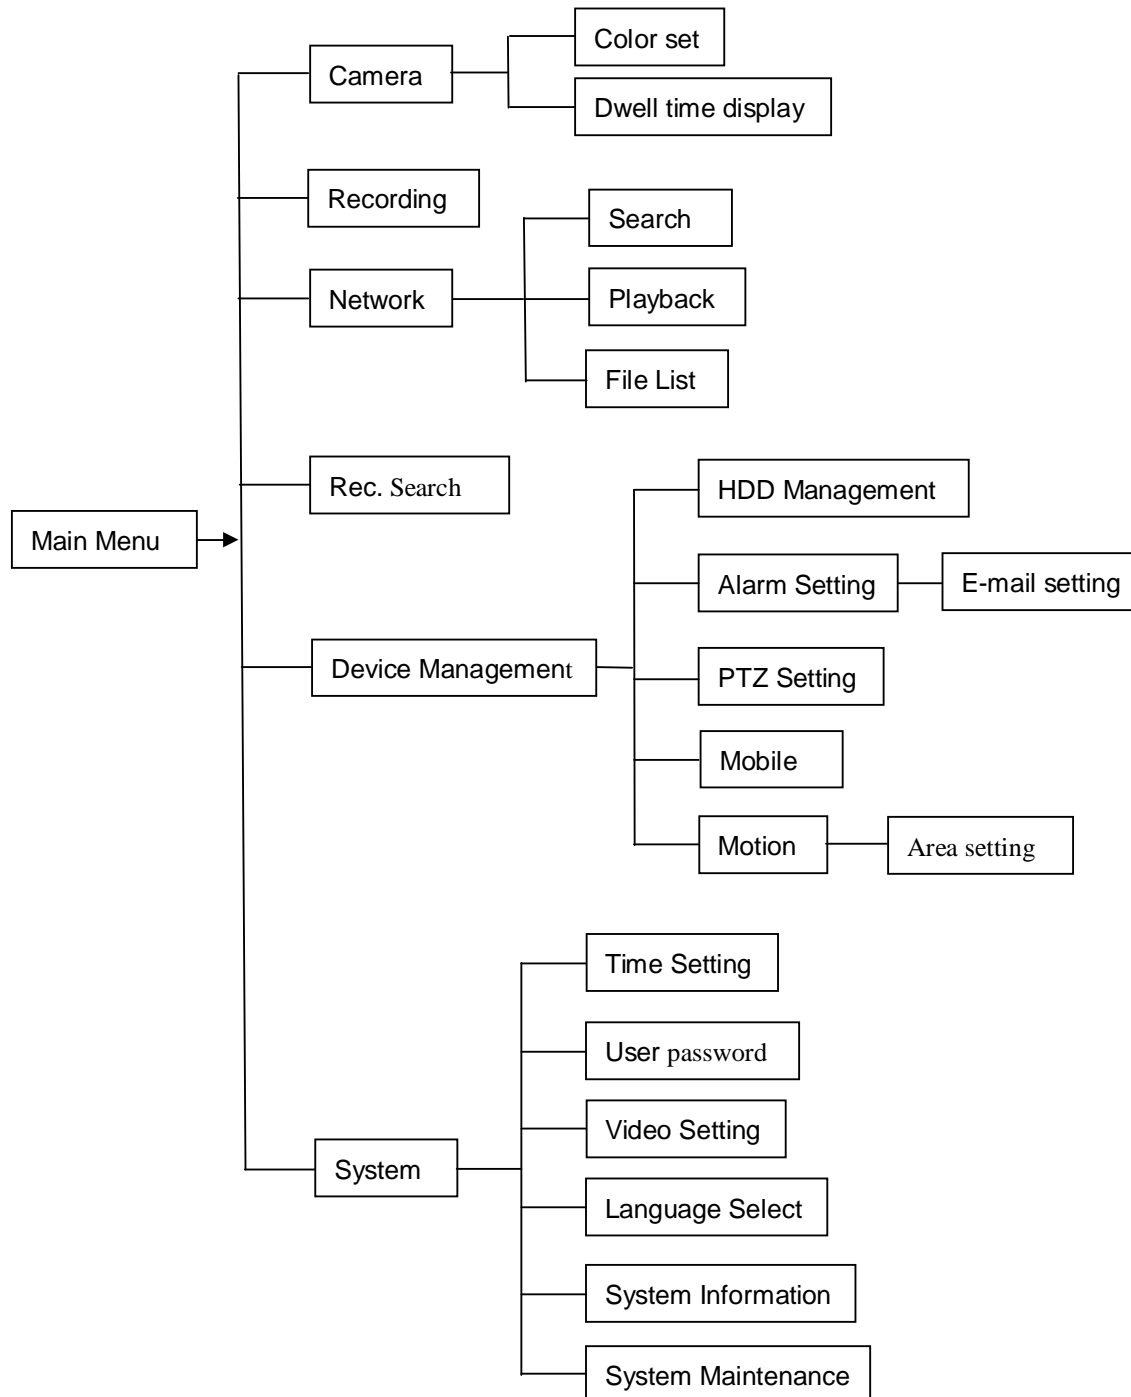 Color set
Camera
Dwell time display
Recording
Search
Network
Playback
File List
Rec. Search
HDD Management
Main Menu
Alarm Setting
E-mail setting
Device Management
PTZ Setting
Mobile
Motion
Area setting
Time Setting
User password
Video Setting
System
Language Select
System Information
System Maintenance